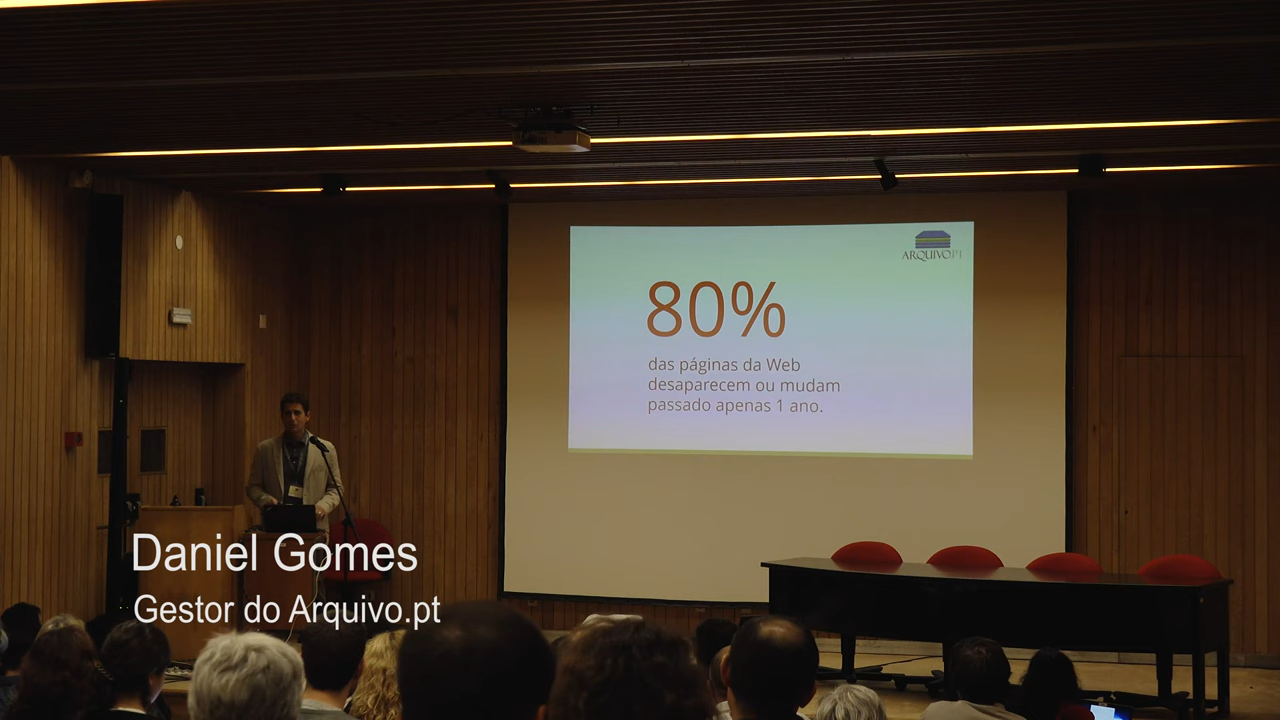 ARQUIVO.PT
80%
das páginas da Web
desaparecem ou mudam
passado apenas 1 ano.
Daniel Gomes
Gestor do Arquivo.pt